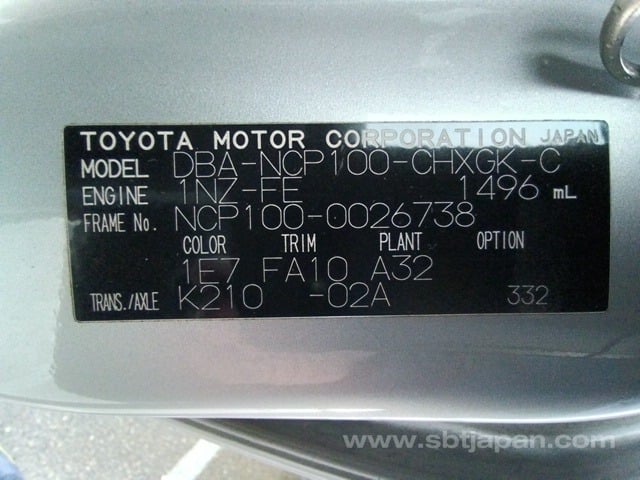 TOYOTA MOTOR CORPORATION JAPAN
MODEL DBA-NCP100-CHXGK-C
ENGINE 1NZ-FE 1496 mL
FRAME No. NCP100-0026738
COLOR TRIM PLANT OPTION
1E7 FA10 A32
TRANS./AXLE K210 -02A 332
www.sbtjapan.com